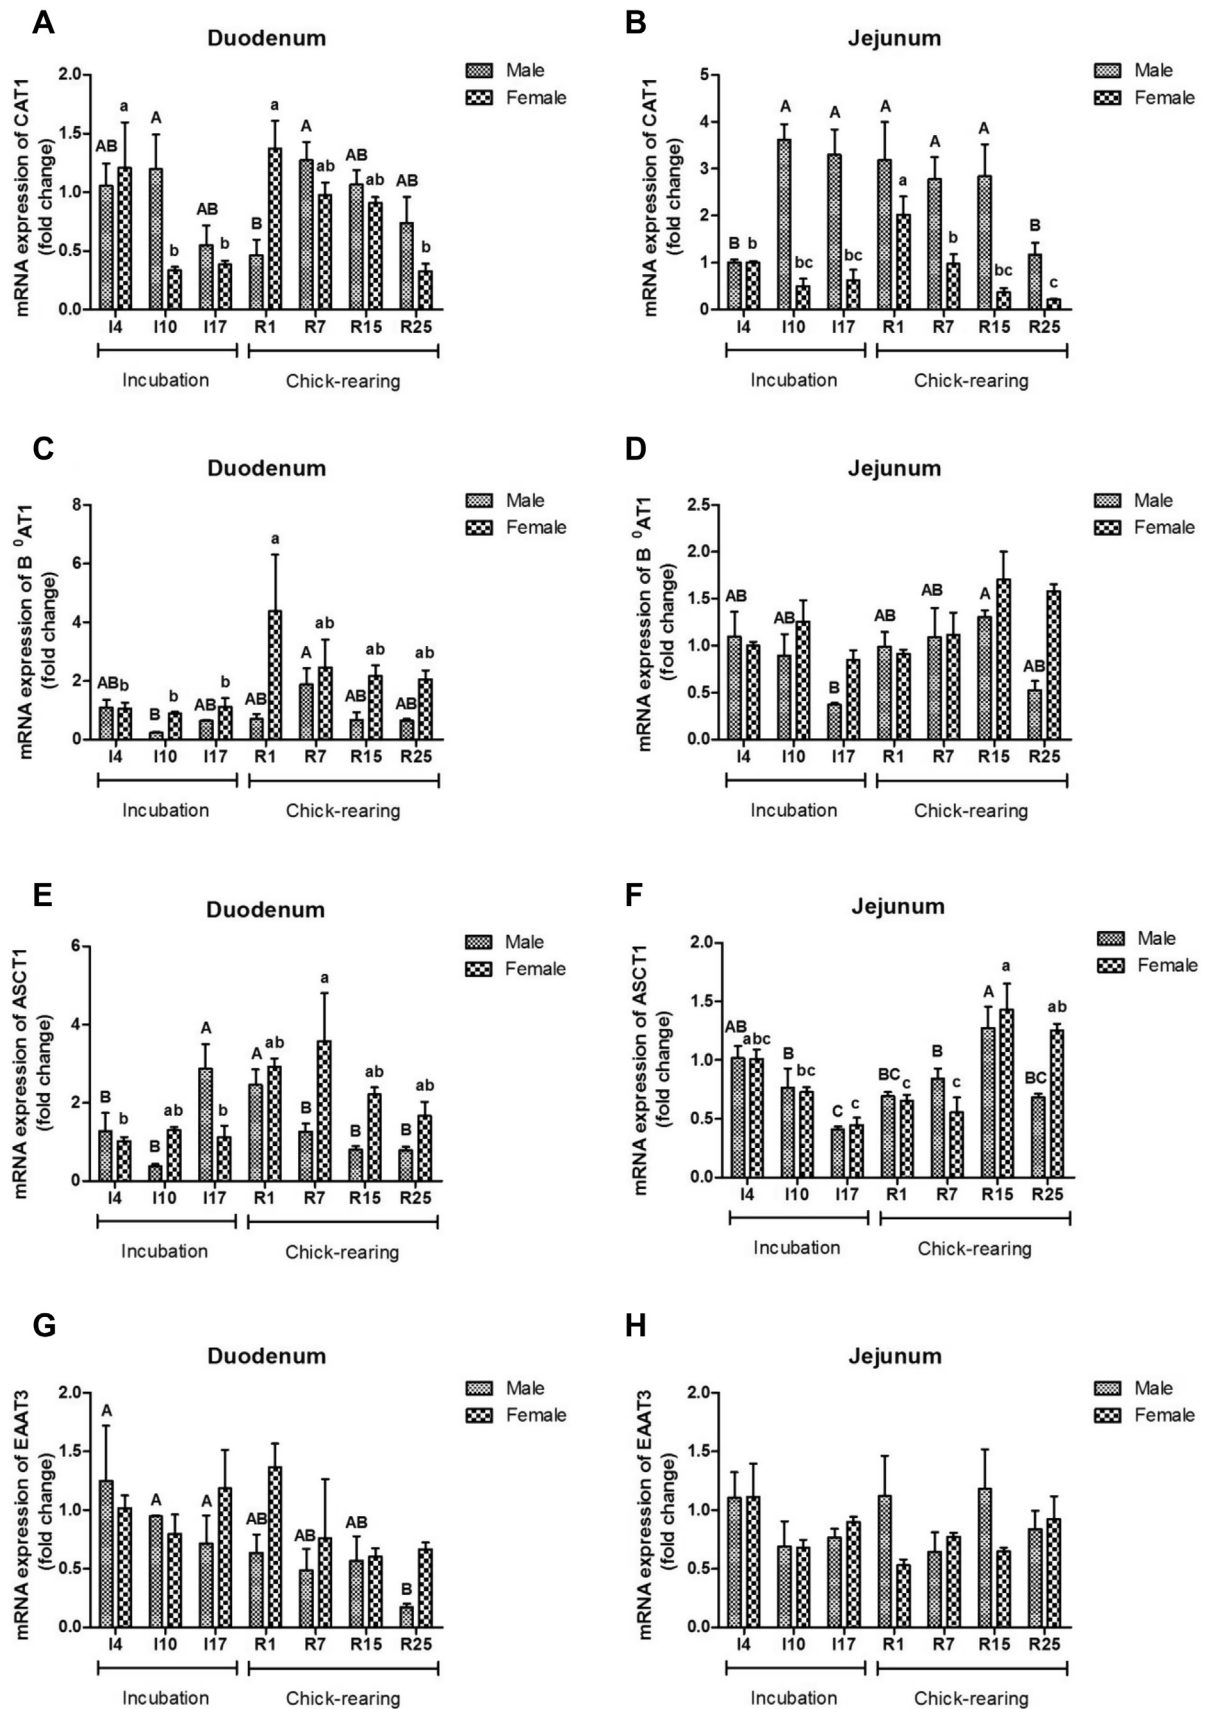 A
Duodenum
mRNA expression of CAT1
(fold change)
2.0
1.5
1.0
0.5
0.0
Male
Female
AB a A b AB b B a A ab AB ab AB b
I4 I10 I17 R1 R7 R15 R25
Incubation Chick-rearing
B
Jejunum
mRNA expression of CAT1
(fold change)
5
4
3
2
1
0
Male
Female
B b A bc A bc A a A b A bc B c
I4 I10 I17 R1 R7 R15 R25
Incubation Chick-rearing
C
Duodenum
mRNA expression of B 0AT1
(fold change)
8
6
4
2
0
Male
Female
AB b B b AB b AB a A ab AB ab AB ab
I4 I10 I17 R1 R7 R15 R25
Incubation Chick-rearing
D
Jejunum
mRNA expression of B 0AT1
(fold change)
2.5
2.0
1.5
1.0
0.5
0.0
Male
Female
AB AB B AB AB A AB
I4 I10 I17 R1 R7 R15 R25
Incubation Chick-rearing
E
Duodenum
mRNA expression of ASCT1
(fold change)
6
4
2
0
Male
Female
B b B ab A b A ab B a B ab B ab
I4 I10 I17 R1 R7 R15 R25
Incubation Chick-rearing
F
Jejunum
mRNA expression of ASCT1
(fold change)
2.0
1.5
1.0
0.5
0.0
Male
Female
AB abc B bc C c BC c B c A a BC ab
I4 I10 I17 R1 R7 R15 R25
Incubation Chick-rearing
G
Duodenum
mRNA expression of EAAT3
(fold change)
2.0
1.5
1.0
0.5
0.0
Male
Female
A A A AB AB AB B
I4 I10 I17 R1 R7 R15 R25
Incubation Chick-rearing
H
Jejunum
mRNA expression of EAAT3
(fold change)
2.0
1.5
1.0
0.5
0.0
Male
Female
I4 I10 I17 R1 R7 R15 R25
Incubation Chick-rearing